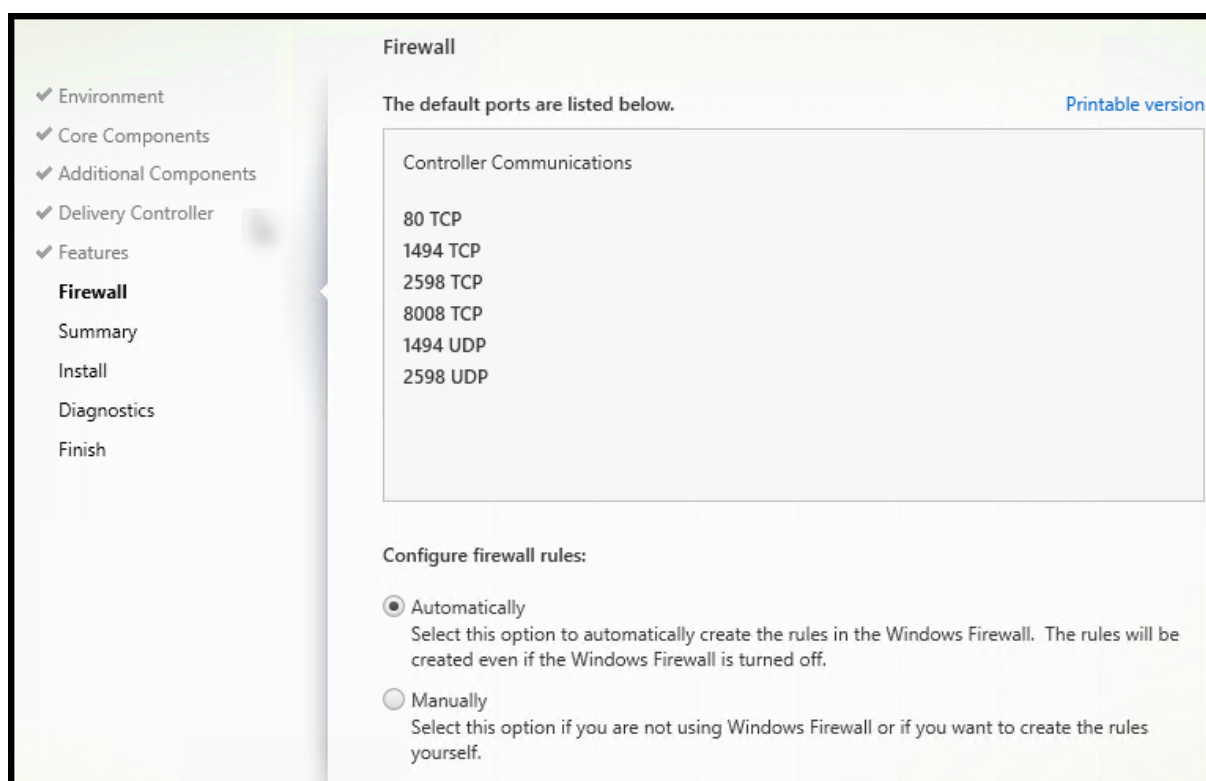 Firewall
Environment
Core Components
Additional Components
Delivery Controller
Features
Firewall
Summary
Install
Diagnostics
Finish
The default ports are listed below.
Printable version
Controller Communications
80 TCP
1494 TCP
2598 TCP
8008 TCP
1494 UDP
2598 UDP
Configure firewall rules:
Automatically
Select this option to automatically create the rules in the Windows Firewall. The rules will be
created even if the Windows Firewall is turned off.
Manually
Select this option if you are not using Windows Firewall or if you want to create the rules
yourself.